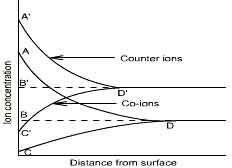 A'
A
Counter ions
B'
D'
Co-ions
B
D
C'
C
Ion concentration
Distance from surface